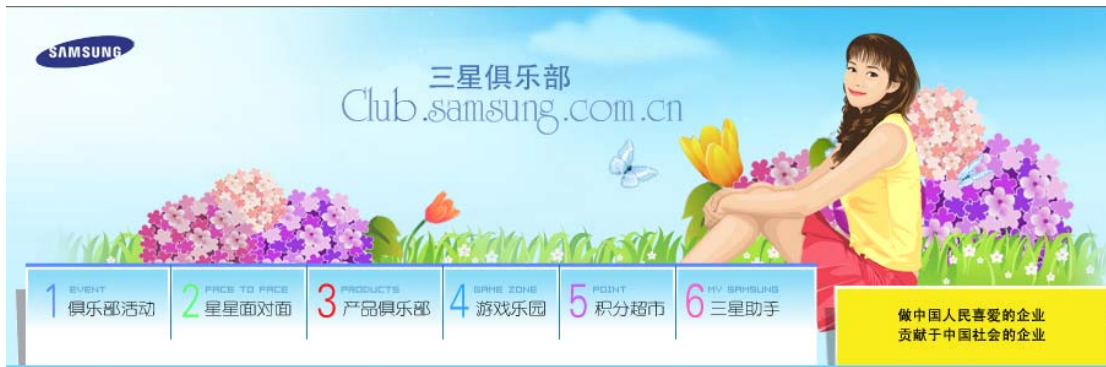 SAMSUNG
三星俱乐部
Club.samsung.com.cn
1 EVENT
俱乐部活动
2 FACE TO FACE
星星面对面
3 PRODUCTS
产品俱乐部
4 GAME ZONE
游戏乐园
5 POINT
积分超市
6 MY SAMSUNG
三星助手
做中国人民喜爱的企业
贡献于中国社会的企业